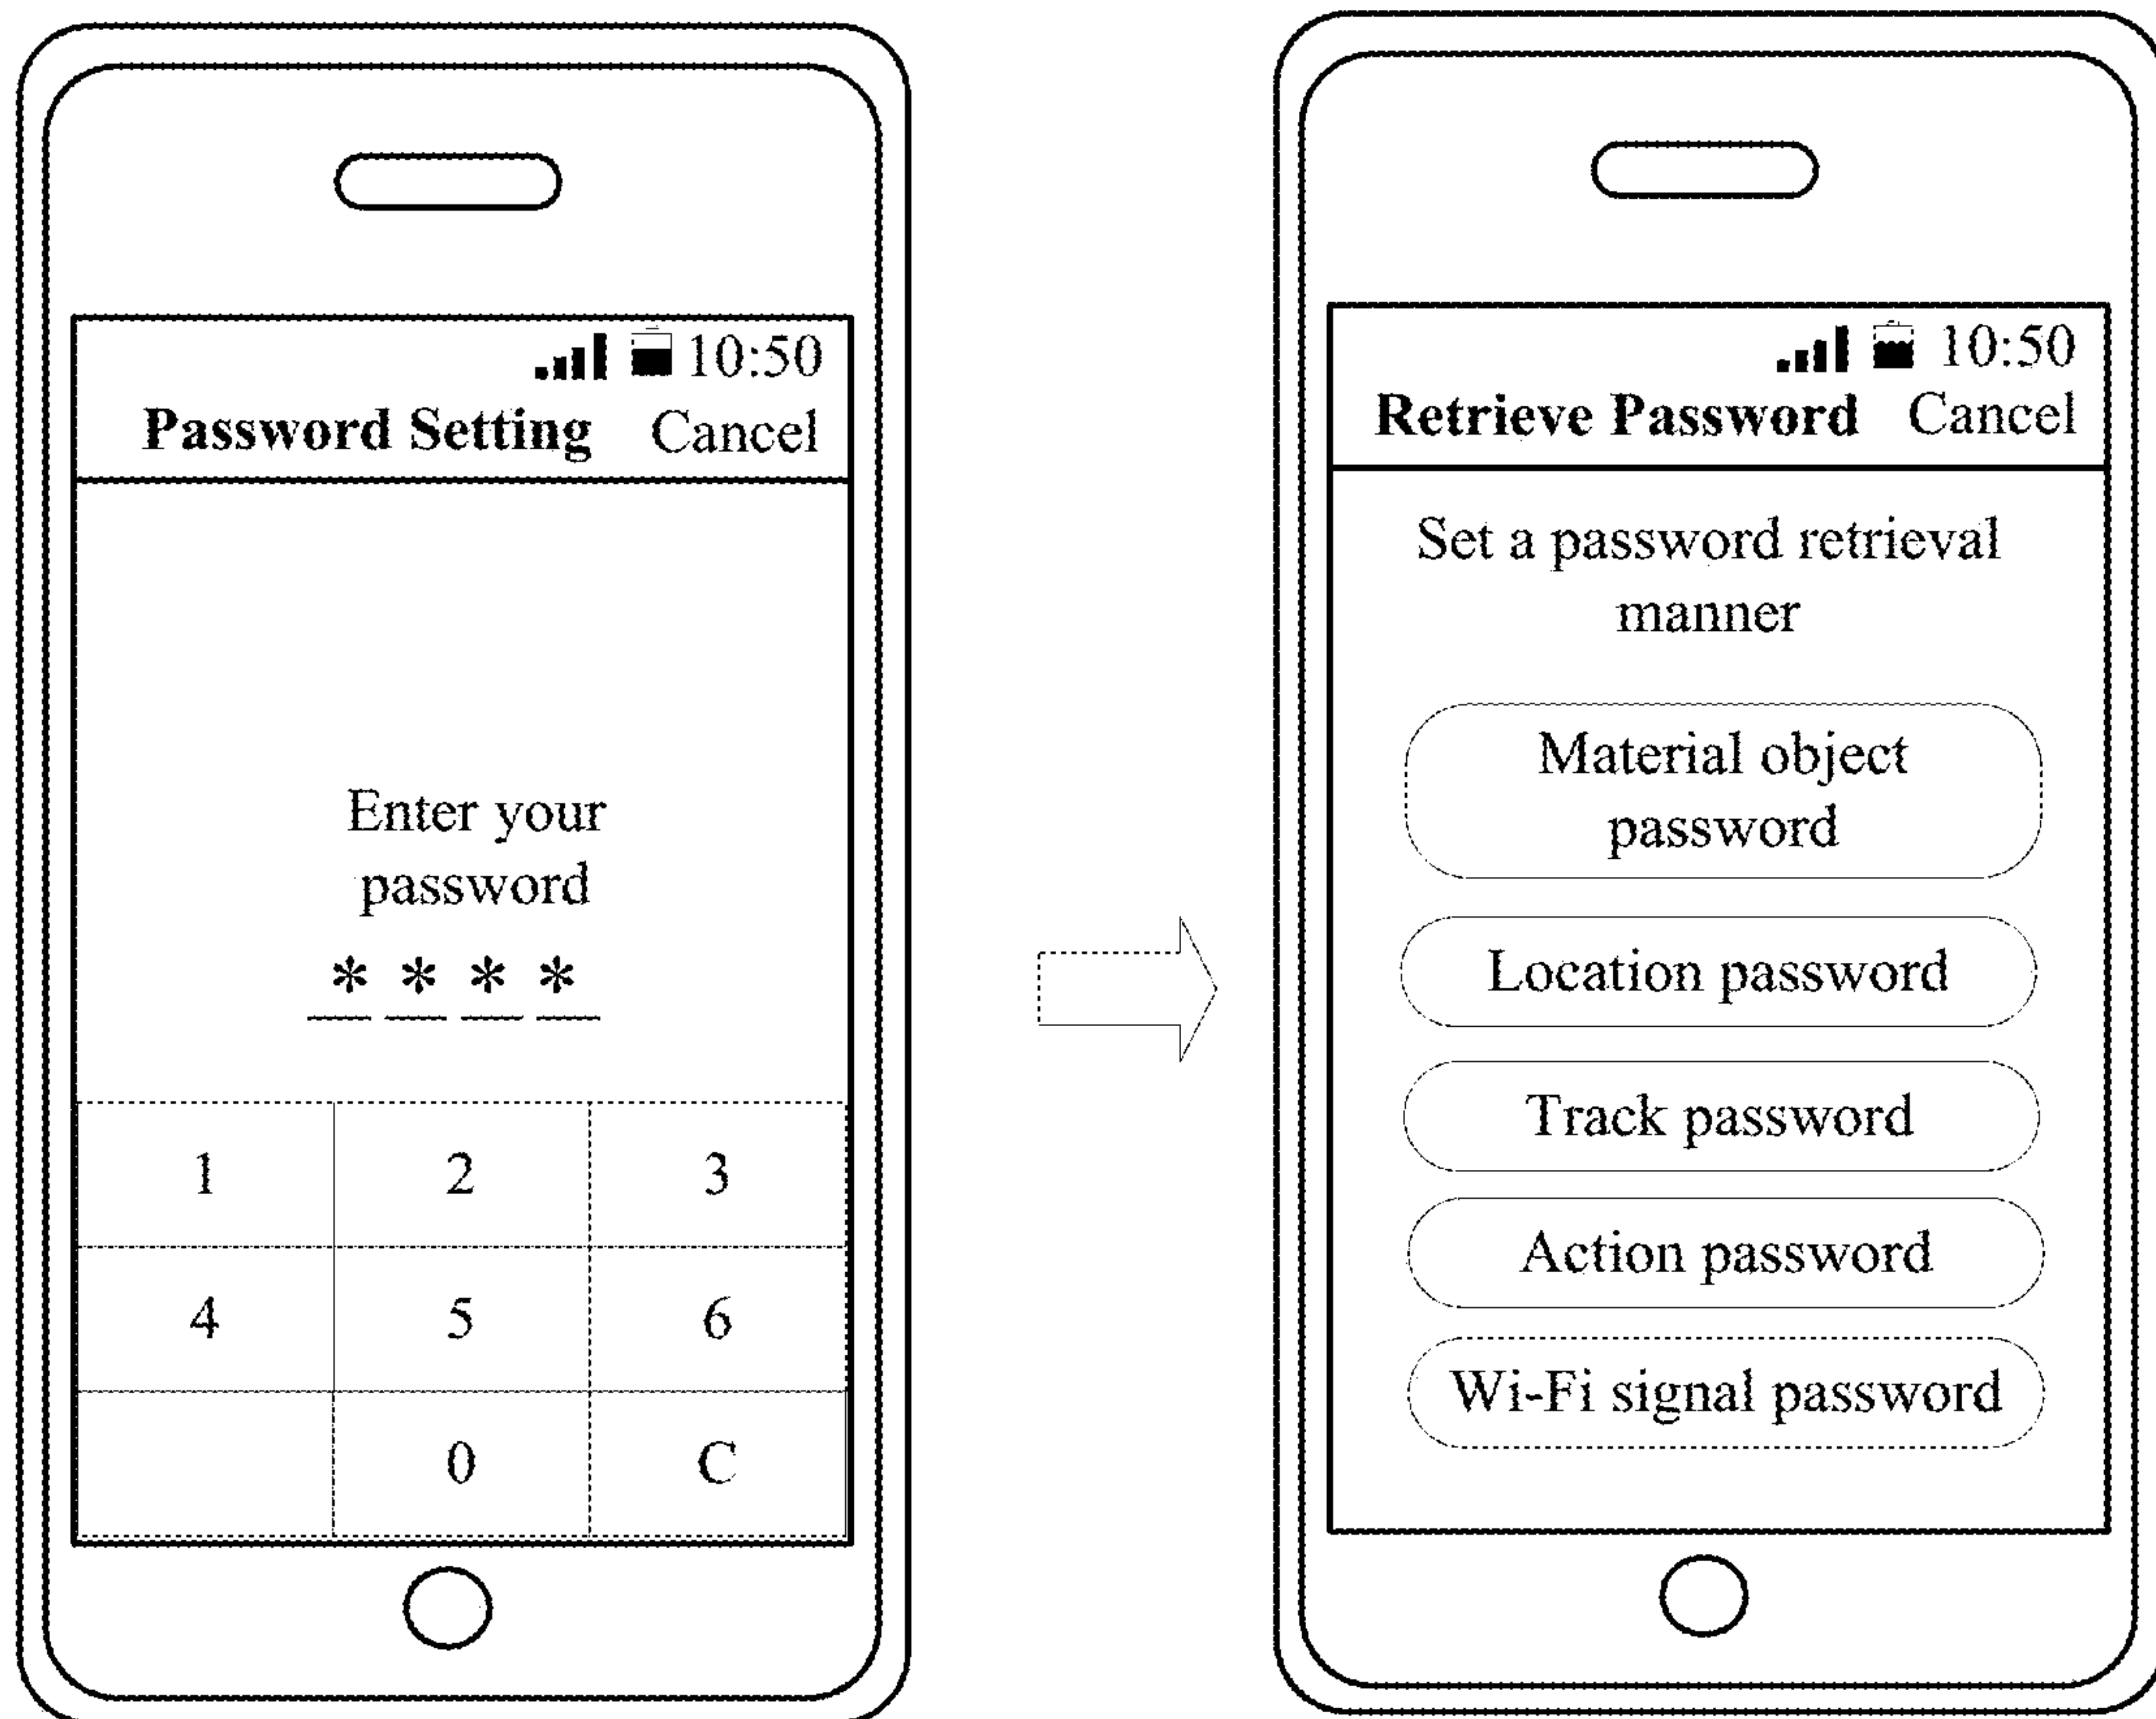 10:50
Password Setting Cancel
Enter your
password
* * * *
1 2 3
4 5 6
0 C
10:50
Retrieve Password Cancel
Set a password retrieval
manner
Material object
password
Location password
Track password
Action password
Wi-Fi signal password